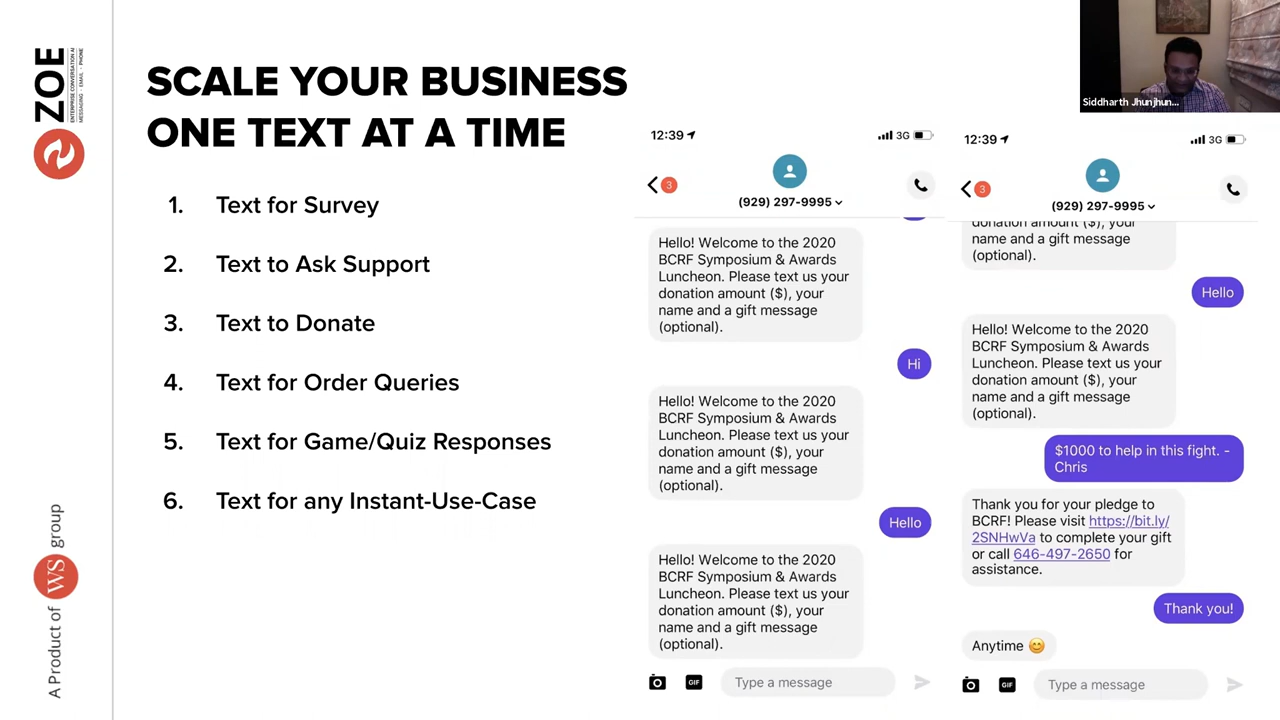 ZOE
ENTERPRISE CONVERSATION AI
MESSAGING · EMAIL · PHONE
A Product of WS group
SCALE YOUR BUSINESS
ONE TEXT AT A TIME
1. Text for Survey
2. Text to Ask Support
3. Text to Donate
4. Text for Order Queries
5. Text for Game/Quiz Responses
6. Text for any Instant-Use-Case
12:39
3G
3
(929) 297-9995
Hello! Welcome to the 2020
BCRF Symposium & Awards
Luncheon. Please text us your
donation amount ($), your
name and a gift message
(optional).
Hi
Hello! Welcome to the 2020
BCRF Symposium & Awards
Luncheon. Please text us your
donation amount ($), your
name and a gift message
(optional).
Hello
Hello! Welcome to the 2020
BCRF Symposium & Awards
Luncheon. Please text us your
donation amount ($), your
name and a gift message
(optional).
GIF
Type a message
Siddharth Jhunjhun...
12:39
3G
3
(929) 297-9995
donation amount ($), your
name and a gift message
(optional).
Hello
Hello! Welcome to the 2020
BCRF Symposium & Awards
Luncheon. Please text us your
donation amount ($), your
name and a gift message
(optional).
$1000 to help in this fight. -
Chris
Thank you for your pledge to
BCRF! Please visit https://bit.ly/
2SNHwVa to complete your gift
or call 646-497-2650 for
assistance.
Thank you!
Anytime 😊
GIF
Type a message